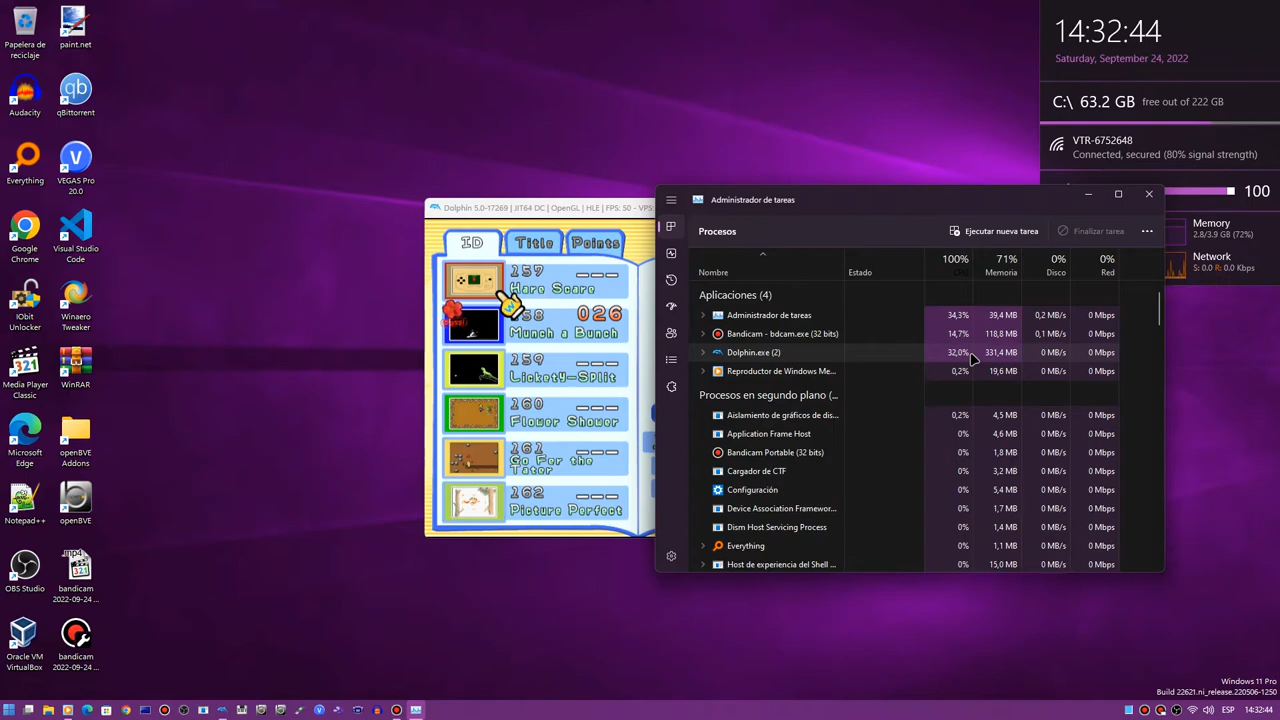 Papelera de
reciclaje
paint.net
Audacity
qBittorrent
Everything
VEGAS Pro
20.0
Google
Chrome
Visual Studio
Code
IObit
Unlocker
Winaero
Tweaker
Media Player
Classic
WinRAR
Microsoft
Edge
openBVE
Addons
Notepad++
openBVE
OBS Studio
bandicam
2022-09-24 ...
Oracle VM
VirtualBox
bandicam
2022-09-24 ...
14:32:44
Saturday, September 24, 2022
C:\ 63.2 GB free out of 222 GB
VTR-6752648
Connected, secured (80% signal strength)
100
Memory
2.8/3.9 GB (72%)
Network
S: 0.0 R: 0.0 Kbps
Dolphin 5.0-17269 | JIT64 DC | OpenGL | HLE | FPS: 50 - VPS:
ID Title Points
157 ---
Hare Scare
58 026
Munch a Bunch
159 ---
Lickety-Split
160 ---
Flower Shower
161 ---
Go Fer the
Tater
162 ---
Picture Perfect
Administrador de tareas
Procesos
Ejecutar nueva tarea
Finalizar tarea
100% 71% 0% 0%
Nombre Estado CPU Memoria Disco Red
Aplicaciones (4)
Administrador de tareas 34,3% 39,4 MB 0,2 MB/s 0 Mbps
Bandicam - bdcam.exe (32 bits) 14,7% 118,8 MB 0,1 MB/s 0 Mbps
Dolphin.exe (2) 32,0% 331,4 MB 0 MB/s 0 Mbps
Reproductor de Windows Me... 0,2% 19,6 MB 0 MB/s 0 Mbps
Procesos en segundo plano (...
Aislamiento de gráficos de dis... 0,2% 4,5 MB 0 MB/s 0 Mbps
Application Frame Host 0% 4,6 MB 0 MB/s 0 Mbps
Bandicam Portable (32 bits) 0% 1,8 MB 0 MB/s 0 Mbps
Cargador de CTF 0% 3,2 MB 0 MB/s 0 Mbps
Configuración 0% 5,4 MB 0 MB/s 0 Mbps
Device Association Framewor... 0% 1,7 MB 0 MB/s 0 Mbps
Dism Host Servicing Process 0% 1,4 MB 0 MB/s 0 Mbps
Everything 0% 1,1 MB 0 MB/s 0 Mbps
Host de experiencia del Shell ... 0% 15,0 MB 0 MB/s 0 Mbps
Windows 11 Pro
Build 22621.ni_release.220506-1250
ESP 14:32:44